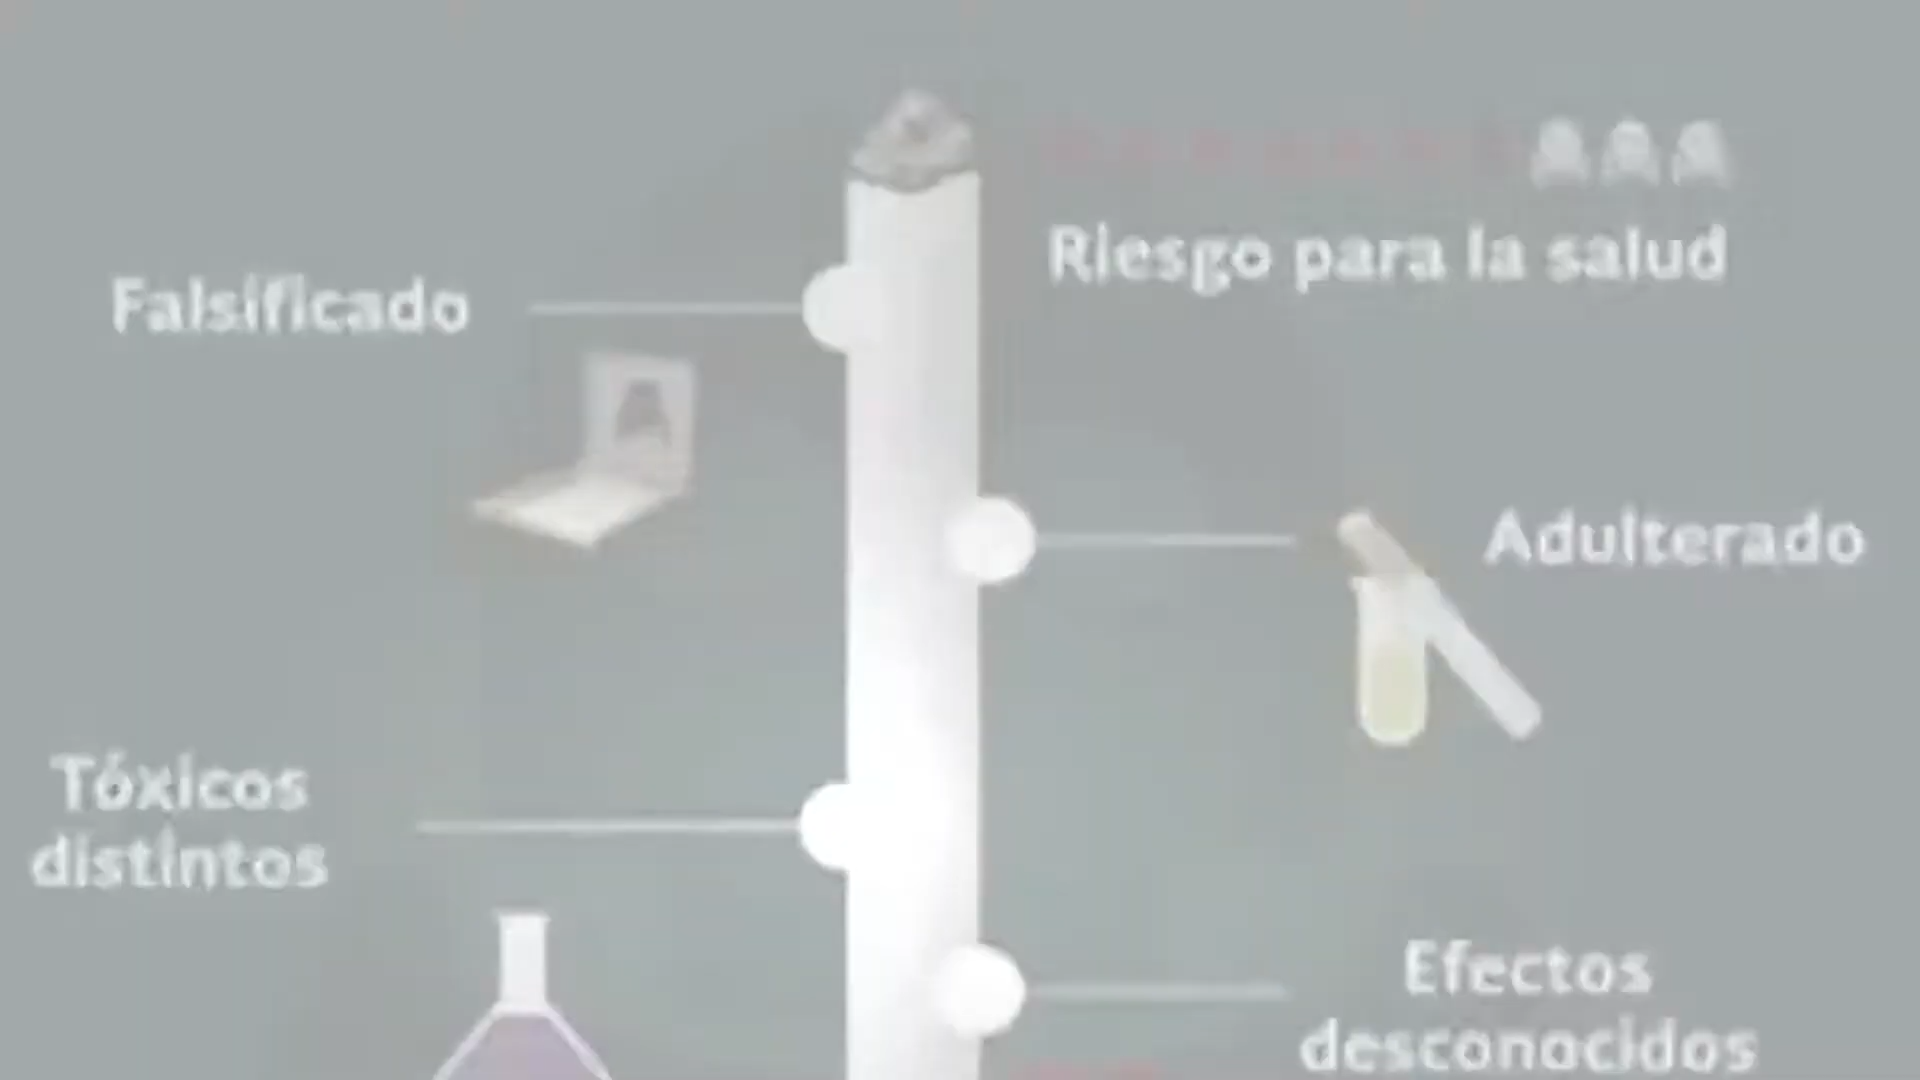 Riesgo para la salud
Falsificado
Adulterado
Tóxicos
distintos
Efectos
desconocidos